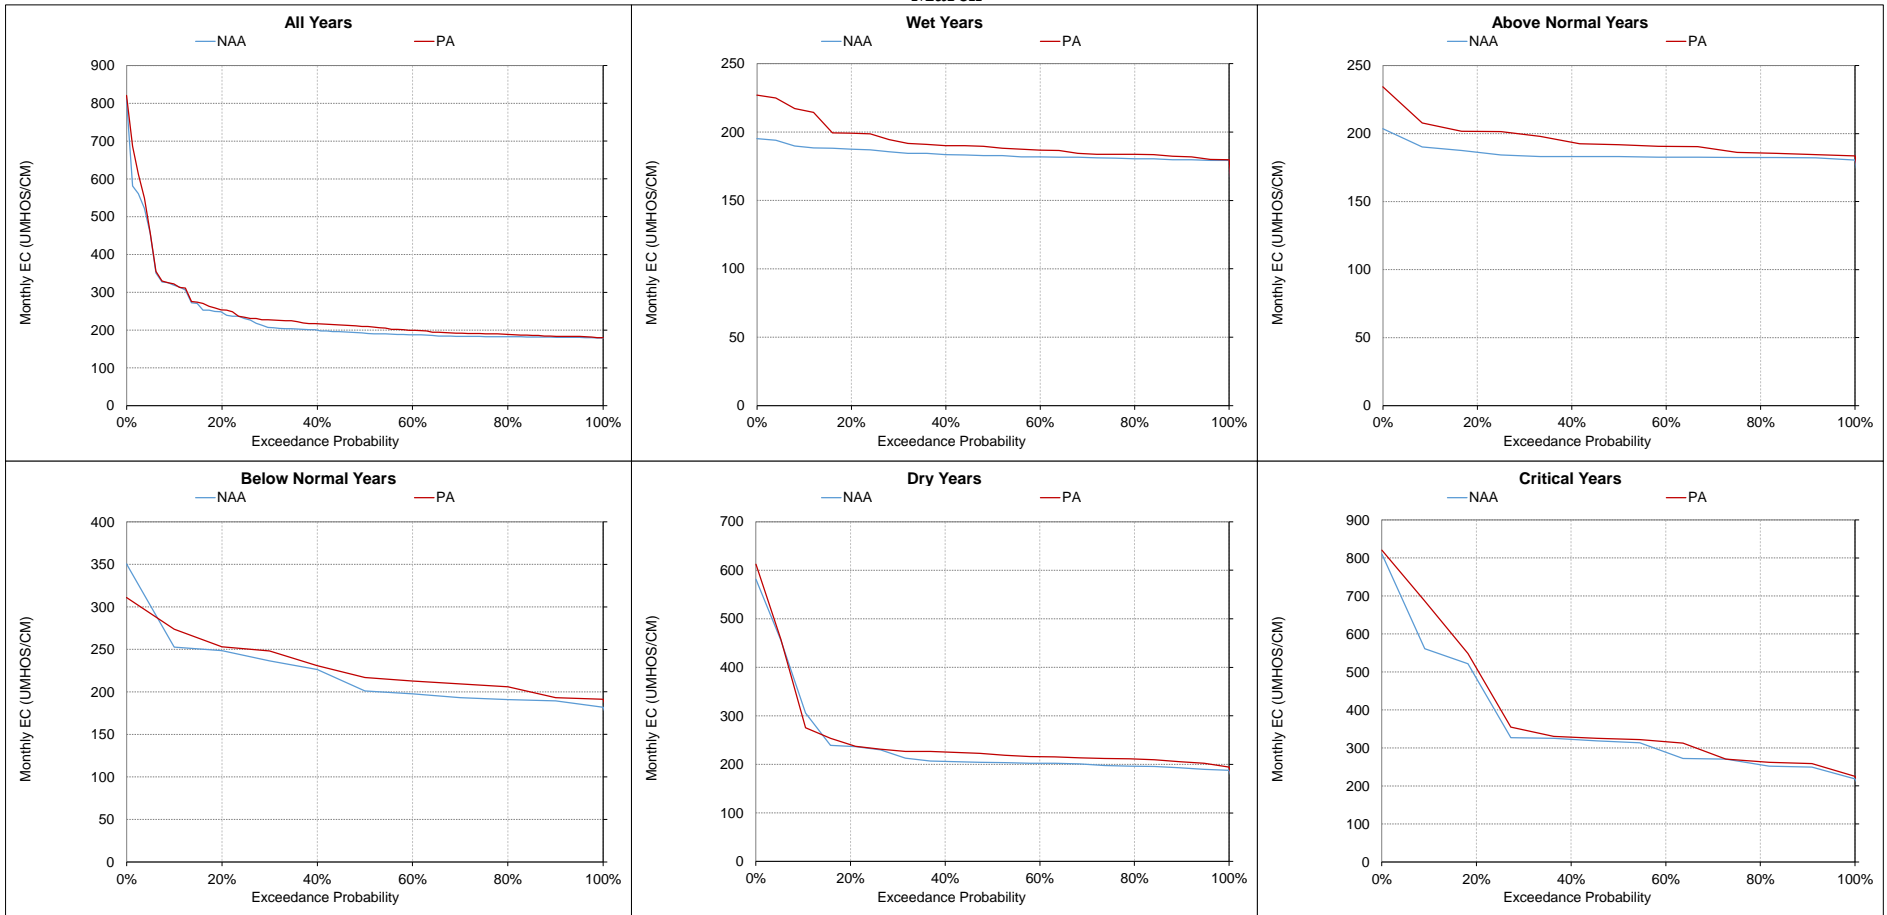 All Years
NAA PA
900
800
700
600
500
400
300
200
100
0
0% 20% 40% 60% 80% 100%
Monthly EC (UMHOS/CM)
Exceedance Probability
Wet Years
NAA PA
250
200
150
100
50
0
0% 20% 40% 60% 80% 100%
Monthly EC (UMHOS/CM)
Exceedance Probability
Above Normal Years
NAA PA
250
200
150
100
50
0
0% 20% 40% 60% 80% 100%
Monthly EC (UMHOS/CM)
Exceedance Probability
Below Normal Years
NAA PA
400
350
300
250
200
150
100
50
0
0% 20% 40% 60% 80% 100%
Monthly EC (UMHOS/CM)
Exceedance Probability
Dry Years
NAA PA
700
600
500
400
300
200
100
0
0% 20% 40% 60% 80% 100%
Monthly EC (UMHOS/CM)
Exceedance Probability
Critical Years
NAA PA
900
800
700
600
500
400
300
200
100
0
0% 20% 40% 60% 80% 100%
Monthly EC (UMHOS/CM)
Exceedance Probability